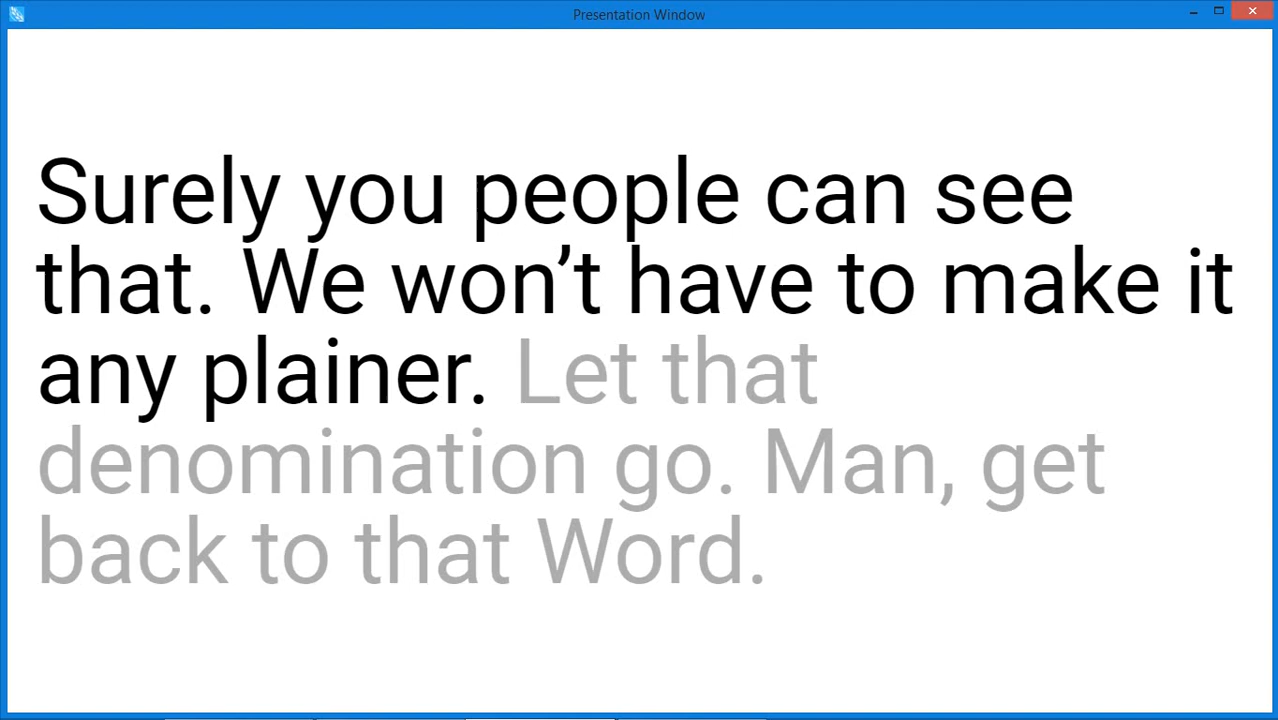 Presentation Window
Surely you people can see
that. We won’t have to make it
any plainer. Let that
denomination go. Man, get
back to that Word.